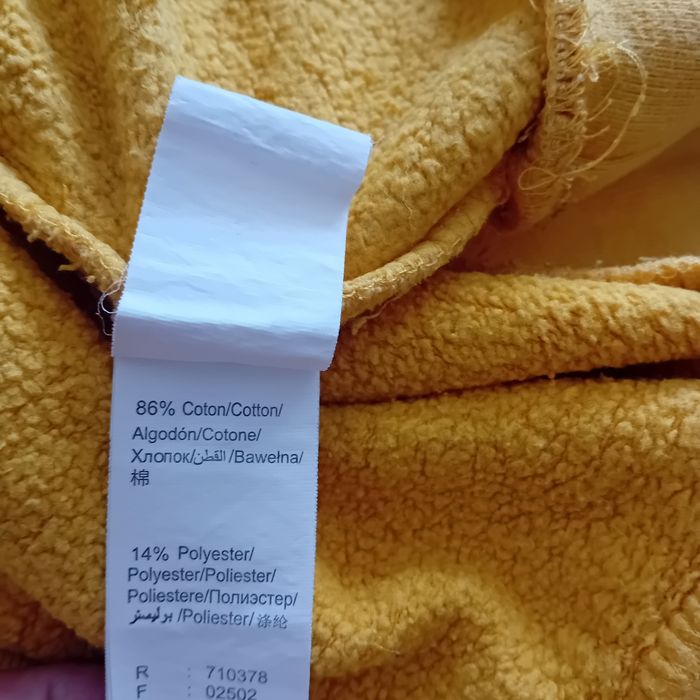 86% Coton/Cotton/
Algodón/Cotone/
Хлопок/القطن/Bawełna/
棉
14% Polyester/
Polyester/Poliester/
Poliestere/Полиэстер/
بوليستر/Poliester/涤纶
R : 710378
F : 02502